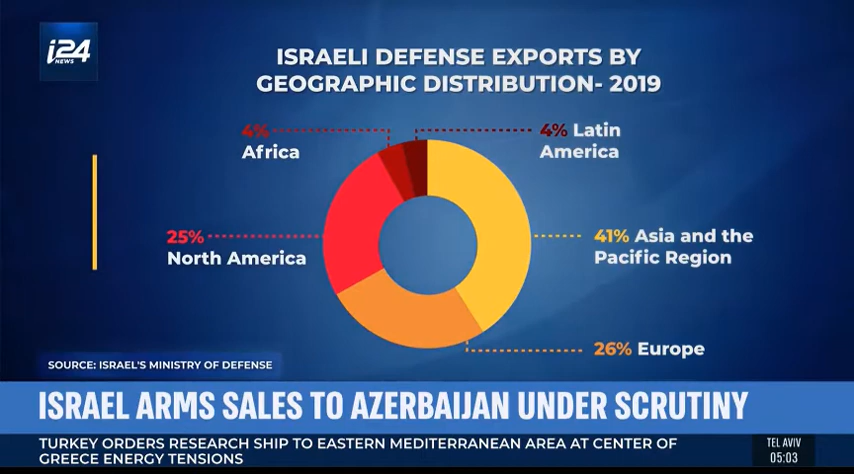 i24
NEWS
ISRAELI DEFENSE EXPORTS BY
GEOGRAPHIC DISTRIBUTION- 2019
4%
Africa
4% Latin
America
25%
North America
41% Asia and the
Pacific Region
26% Europe
SOURCE: ISRAEL'S MINISTRY OF DEFENSE
ISRAEL ARMS SALES TO AZERBAIJAN UNDER SCRUTINY
TURKEY ORDERS RESEARCH SHIP TO EASTERN MEDITERRANEAN AREA AT CENTER OF
GREECE ENERGY TENSIONS
TEL AVIV
05:03